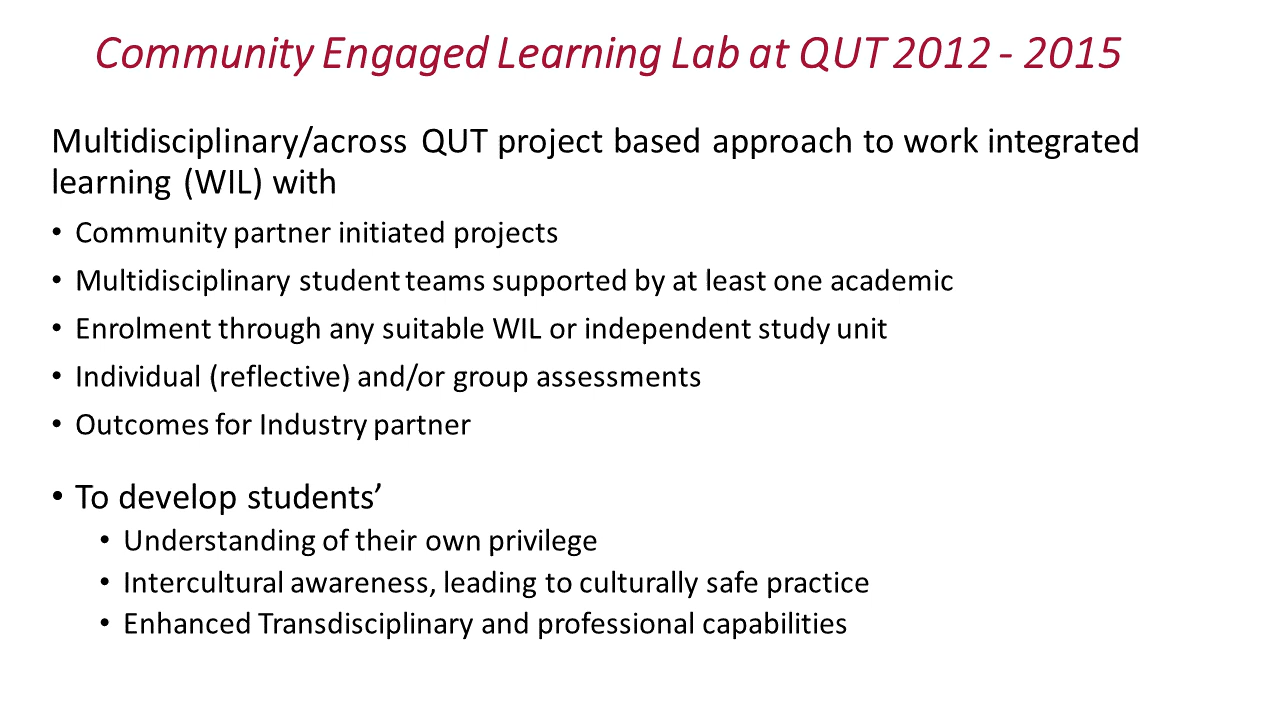 Community Engaged Learning Lab at QUT 2012 - 2015
Multidisciplinary/across QUT project based approach to work integrated
learning (WIL) with
• Community partner initiated projects
• Multidisciplinary student teams supported by at least one academic
• Enrolment through any suitable WIL or independent study unit
• Individual (reflective) and/or group assessments
• Outcomes for Industry partner
• To develop students’
• Understanding of their own privilege
• Intercultural awareness, leading to culturally safe practice
• Enhanced Transdisciplinary and professional capabilities